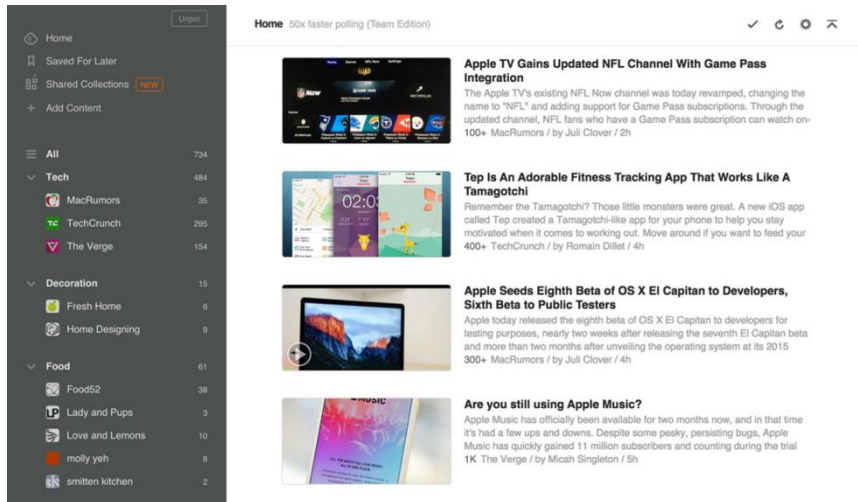 Unpin
Home
Saved For Later
Shared Collections NEW
Add Content
All 734
Tech 484
MacRumors 35
TechCrunch 295
The Verge 154
Decoration 15
Fresh Home 6
Home Designing 9
Food 61
Food52 38
Lady and Pups 3
Love and Lemons 10
molly yeh 8
smitten kitchen 2
Home 50x faster polling (Team Edition)
Apple TV Gains Updated NFL Channel With Game Pass
Integration
The Apple TV's existing NFL Now channel was today revamped, changing the
name to "NFL" and adding support for Game Pass subscriptions. Through the
updated channel, NFL fans who have a Game Pass subscription can watch on-
100+ MacRumors / by Juli Clover / 2h
02:03
Tep Is An Adorable Fitness Tracking App That Works Like A
Tamagotchi
Remember the Tamagotchi? Those little monsters were great. A new iOS app
called Tep created a Tamagotchi-like app for your phone to help you stay
motivated when it comes to working out. Move around if you want to feed your
400+ TechCrunch / by Romain Dillet / 4h
Apple Seeds Eighth Beta of OS X El Capitan to Developers,
Sixth Beta to Public Testers
Apple today released the eighth beta of OS X El Capitan to developers for
testing purposes, nearly two weeks after releasing the seventh El Capitan beta
and more than two months after unveiling the operating system at its 2015
300+ MacRumors / by Juli Clover / 4h
MUSIC
ALL THE WAYS YOU LOVE MUSIC.
ALL IN ONE PLACE.
Are you still using Apple Music?
Apple Music has officially been available for two months now, and in that time
it's had a few ups and downs. Despite some pesky, persisting bugs, Apple
Music has quickly gained 11 million subscribers and counting during the trial
1K The Verge / by Micah Singleton / 5h